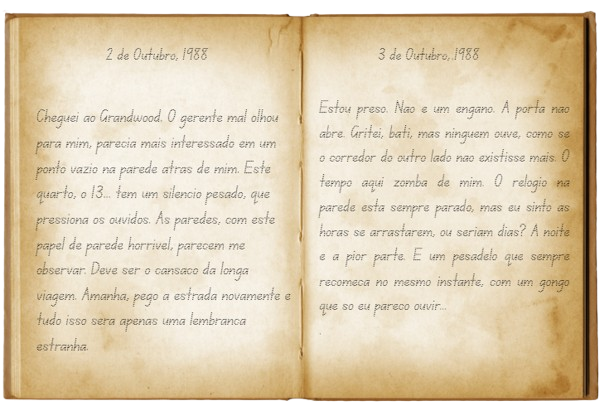 2 de Outubro, 1988
Cheguei ao Grandwood. O gerente mal olhou
para mim, parecia mais interessado em um
ponto vazio na parede atras de mim. Este
quarto, o 13... tem um silencio pesado, que
pressiona os ouvidos. As paredes, com este
papel de parede horrivel, parecem me
observar. Deve ser o cansaco da longa
viagem. Amanha, pego a estrada novamente e
tudo isso sera apenas uma lembranca
estranha.
3 de Outubro, 1988
Estou preso. Nao e um engano. A porta nao
abre. Gritei, bati, mas ninguem ouve, como se
o corredor do outro lado nao existisse mais. O
tempo aqui zomba de mim. O relogio na
parede esta sempre parado, mas eu sinto as
horas se arrastarem, ou seriam dias? A noite
e a pior parte. E um pesadelo que sempre
recomeca no mesmo instante, com um gongo
que so eu pareco ouvir...